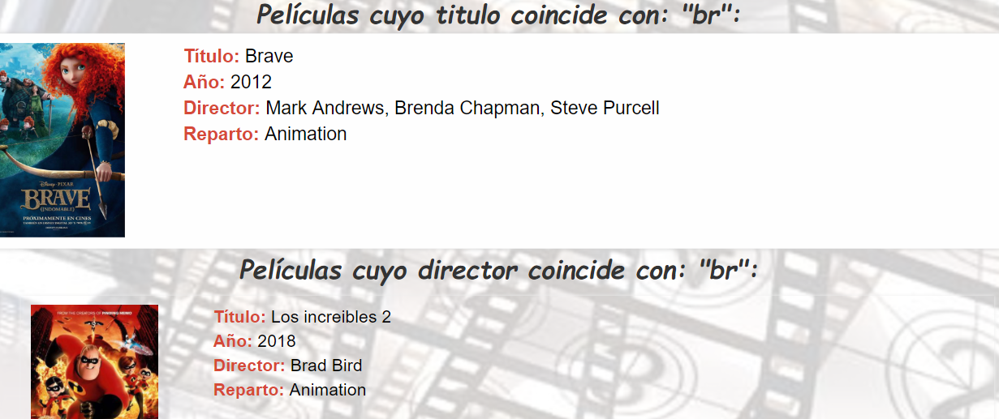 Películas cuyo titulo coincide con: "br":
Título: Brave
Año: 2012
Director: Mark Andrews, Brenda Chapman, Steve Purcell
Reparto: Animation
Disney · PIXAR
BRAVE
(INDOMABLE)
PRÓXIMAMENTE EN CINES
Películas cuyo director coincide con: "br":
FROM THE CREATORS OF FINDING NEMO
Título: Los increibles 2
Año: 2018
Director: Brad Bird
Reparto: Animation